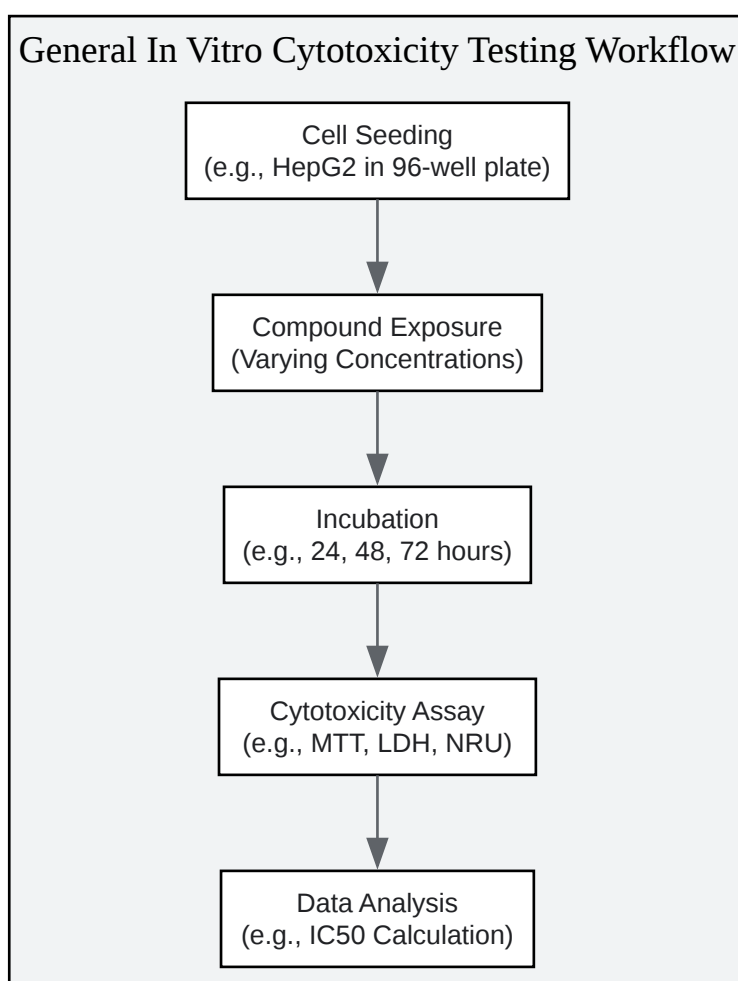 General In Vitro Cytotoxicity Testing Workflow
Cell Seeding
(e.g., HepG2 in 96-well plate)
Compound Exposure
(Varying Concentrations)
Incubation
(e.g., 24, 48, 72 hours)
Cytotoxicity Assay
(e.g., MTT, LDH, NRU)
Data Analysis
(e.g., IC50 Calculation)